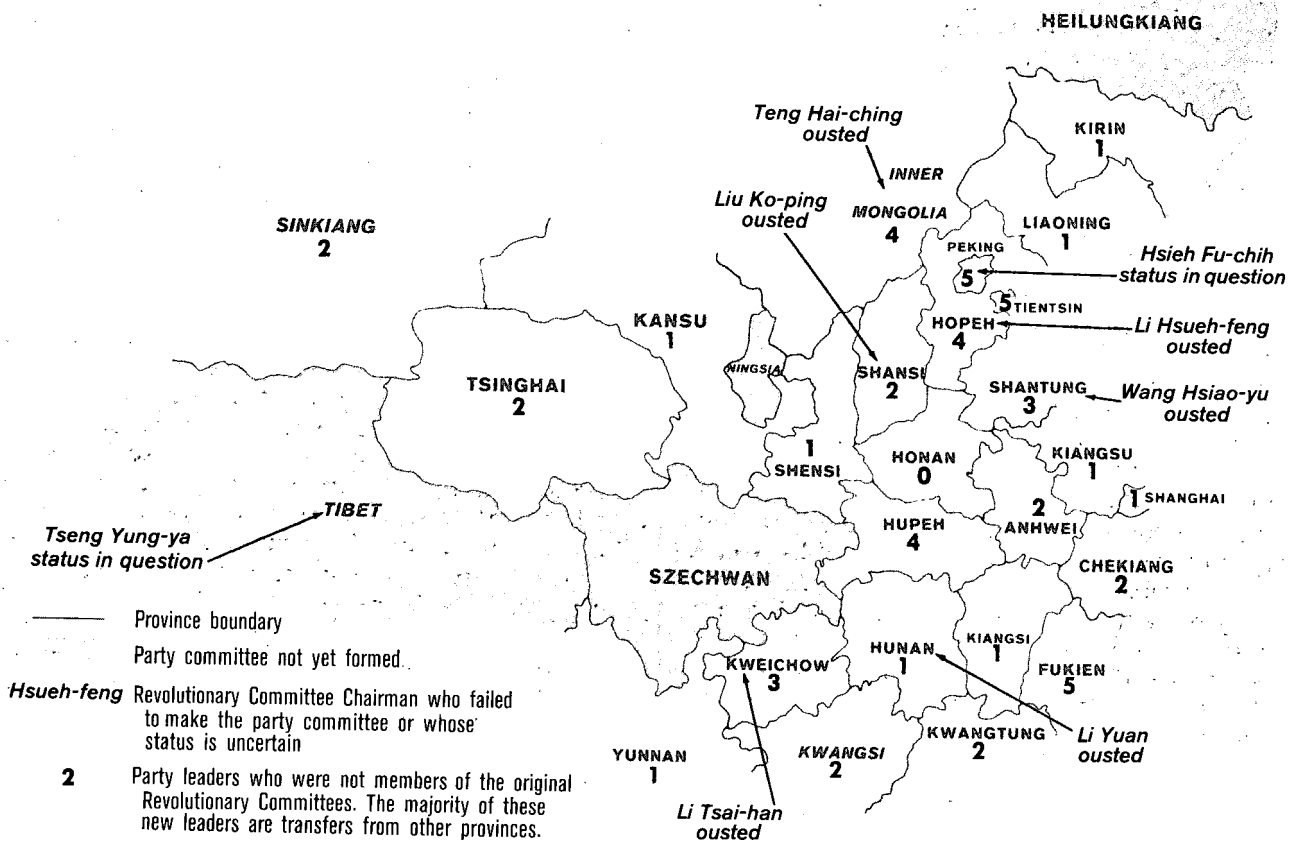 HEILUNGKIANG
Teng Hai-ching
ousted
KIRIN
1
INNER
MONGOLIA
4
Liu Ko-ping
ousted
SINKIANG
2
LIAONING
1
PEKING
5
Hsieh Fu-chih
status in question
5 TIENTSIN
KANSU
1
HOPEH
4
Li Hsueh-feng
ousted
NINGSIA
SHANSI
2
TSINGHAI
2
SHANTUNG
3
Wang Hsiao-yu
ousted
1
SHENSI
HONAN
0
KIANGSU
1
1 SHANGHAI
2
ANHWEI
TIBET
Tseng Yung-ya
status in question
HUPEH
4
SZECHWAN
CHEKIANG
2
KWEICHOW
3
HUNAN
1
KIANGSI
1
FUKIEN
5
Li Yuan
ousted
KWANGTUNG
2
YUNNAN
1
KWANGSI
2
Li Tsai-han
ousted
Province boundary
Party committee not yet formed.
Hsueh-feng Revolutionary Committee Chairman who failed
to make the party committee or whose
status is uncertain
2 Party leaders who were not members of the original
Revolutionary Committees. The majority of these
new leaders are transfers from other provinces.